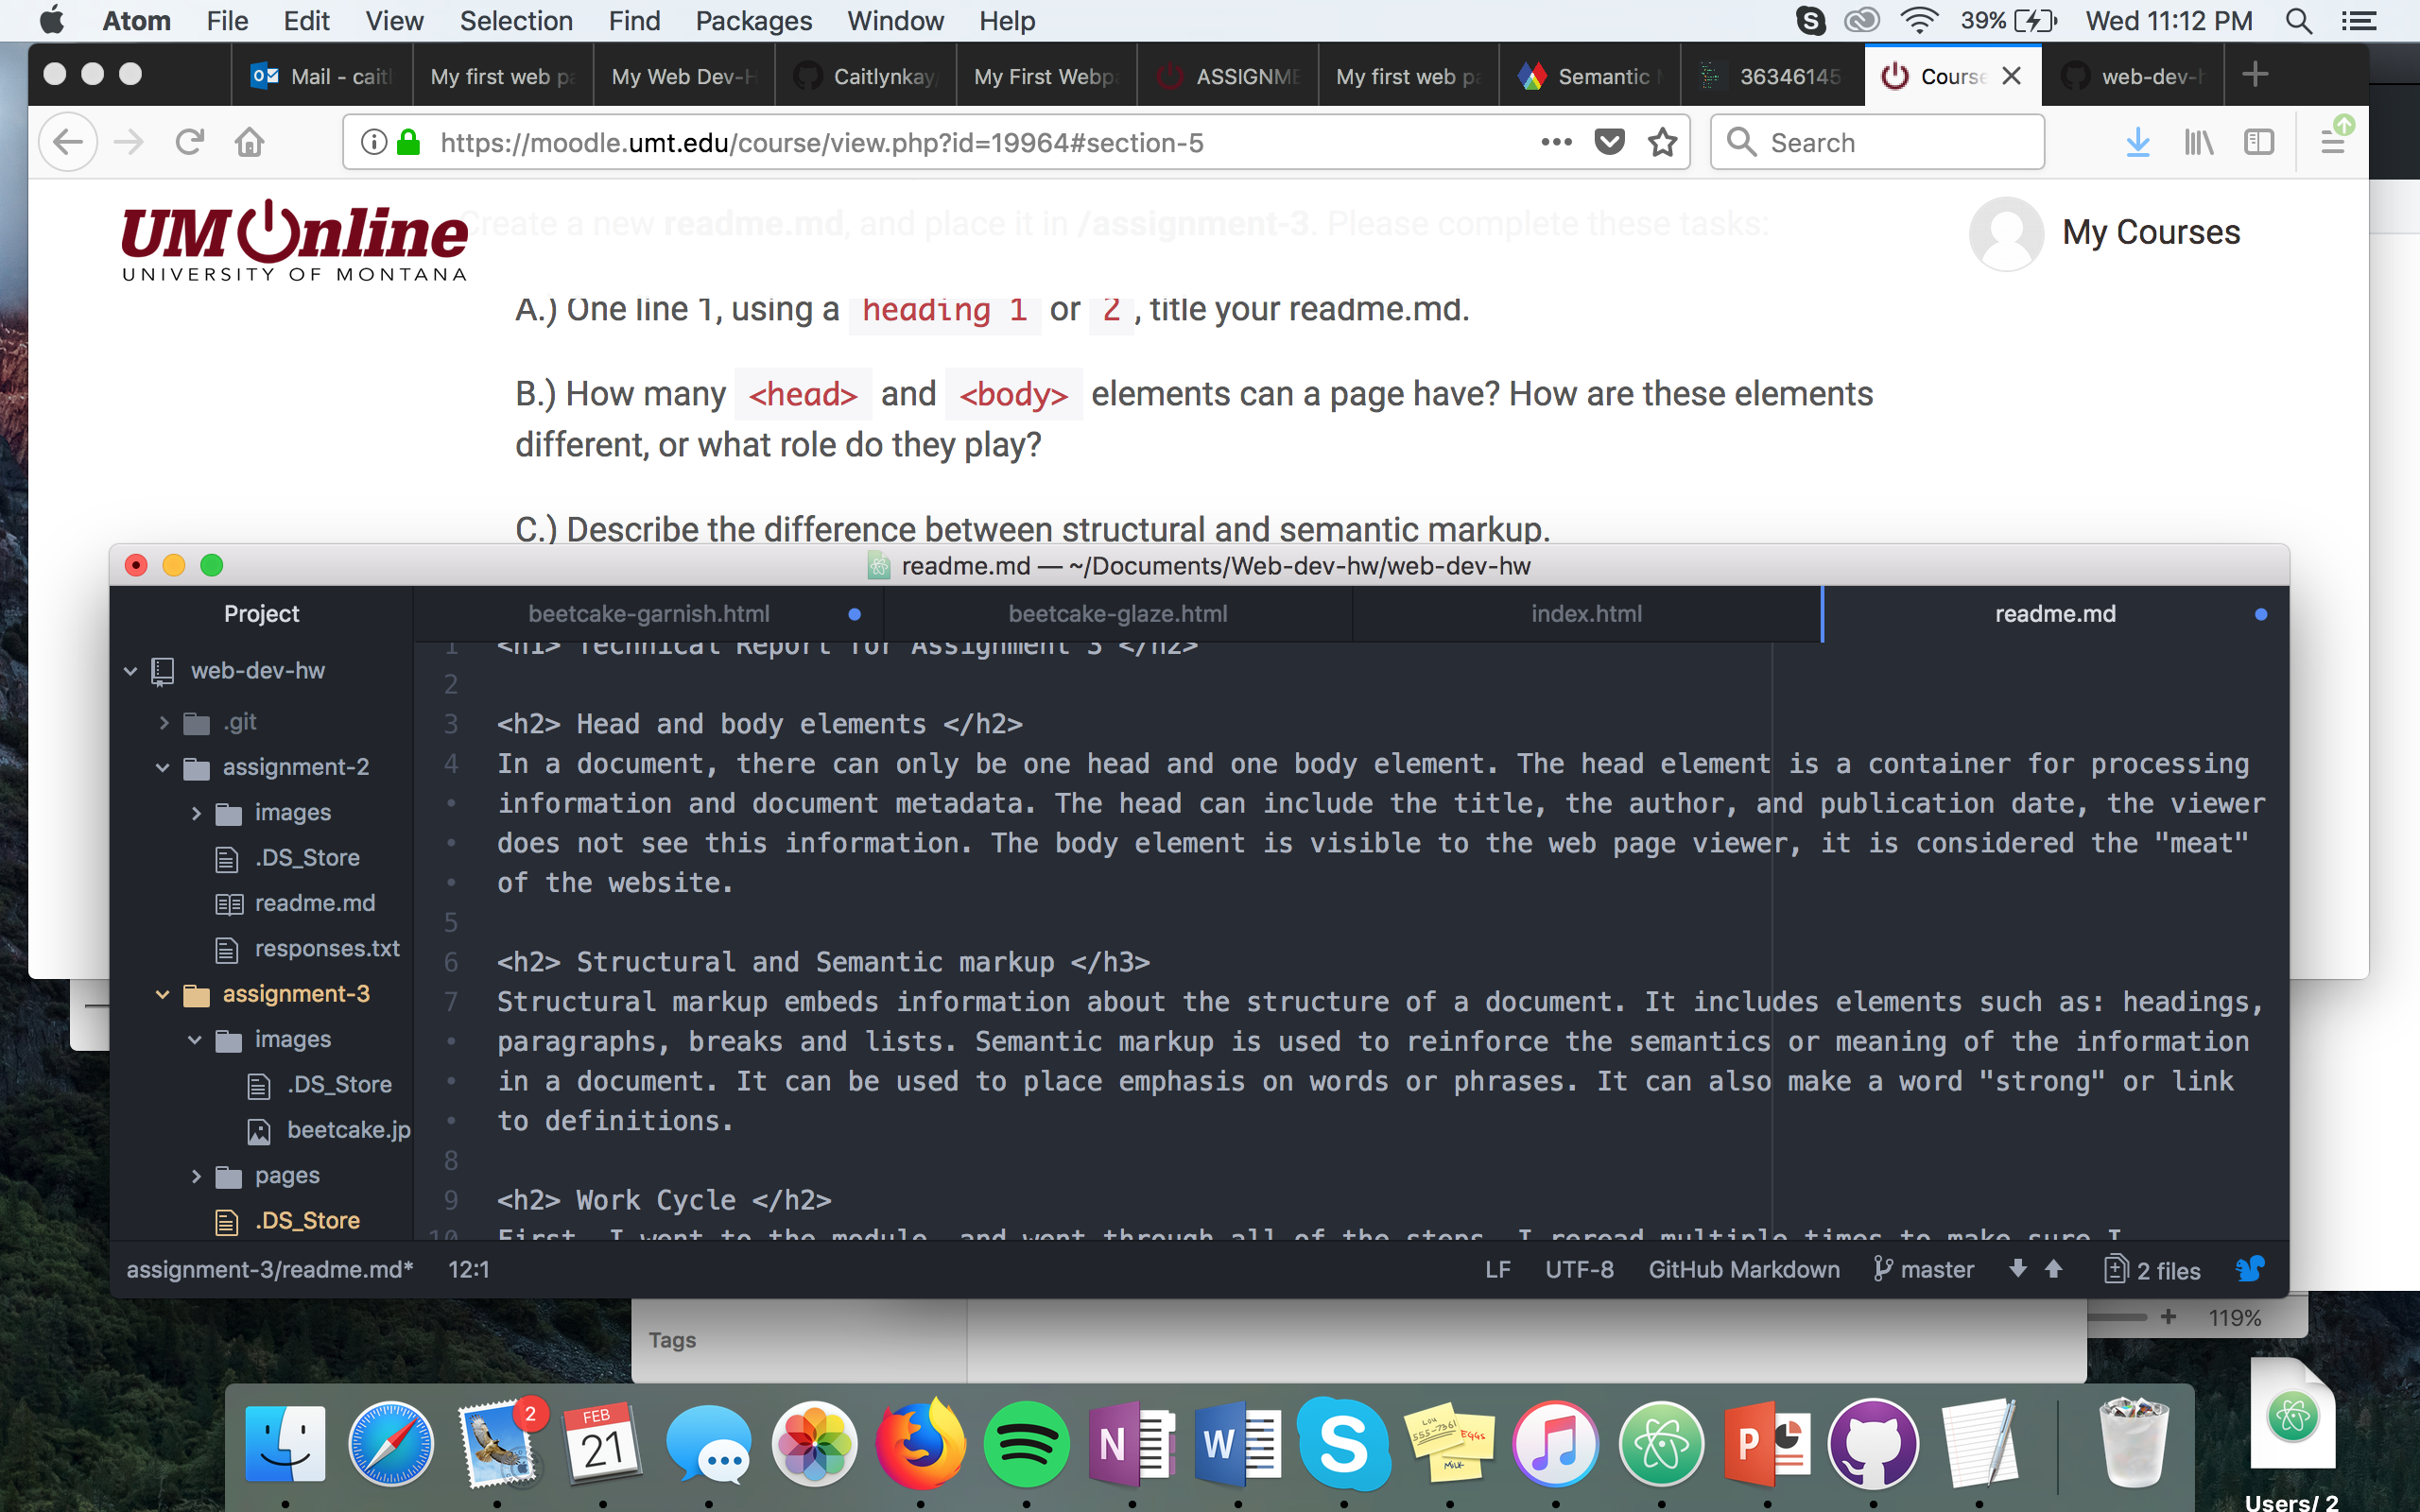 Atom File Edit View Selection Find Packages Window Help 39% Wed 11:12 PM
Mail - cait My first web pa My Web Dev-H Caitlynkay/ My First Webp ASSIGNME My first web pa Semantic 36346145 Course web-dev-h
https://moodle.umt.edu/course/view.php?id=19964#section-5 Search
UM Online
UNIVERSITY OF MONTANA
Create a new readme.md, and place it in /assignment-3. Please complete these tasks:
My Courses
A.) One line 1, using a heading 1 or 2, title your readme.md.
B.) How many <head> and <body> elements can a page have? How are these elements
different, or what role do they play?
C.) Describe the difference between structural and semantic markup.
readme.md — ~/Documents/Web-dev-hw/web-dev-hw
Project
beetcake-garnish.html beetcake-glaze.html index.html readme.md
web-dev-hw
.git
assignment-2
images
.DS_Store
readme.md
responses.txt
assignment-3
images
.DS_Store
beetcake.jp
pages
.DS_Store
1 <h1> Technical Report for Assignment 3 </h2>
2
3 <h2> Head and body elements </h2>
4 In a document, there can only be one head and one body element. The head element is a container for processing
information and document metadata. The head can include the title, the author, and publication date, the viewer
does not see this information. The body element is visible to the web page viewer, it is considered the "meat"
of the website.
5
6 <h2> Structural and Semantic markup </h3>
7 Structural markup embeds information about the structure of a document. It includes elements such as: headings,
paragraphs, breaks and lists. Semantic markup is used to reinforce the semantics or meaning of the information
in a document. It can be used to place emphasis on words or phrases. It can also make a word "strong" or link
to definitions.
8
9 <h2> Work Cycle </h2>
10 First, I went to the module, and went through all of the steps. I reread multiple times to make sure I
assignment-3/readme.md* 12:1 LF UTF-8 GitHub Markdown master 2 files
119%
Tags
2
FEB
21
N
W
S
LOU
555-7361
EGGS
MILK
P
Users/ 2